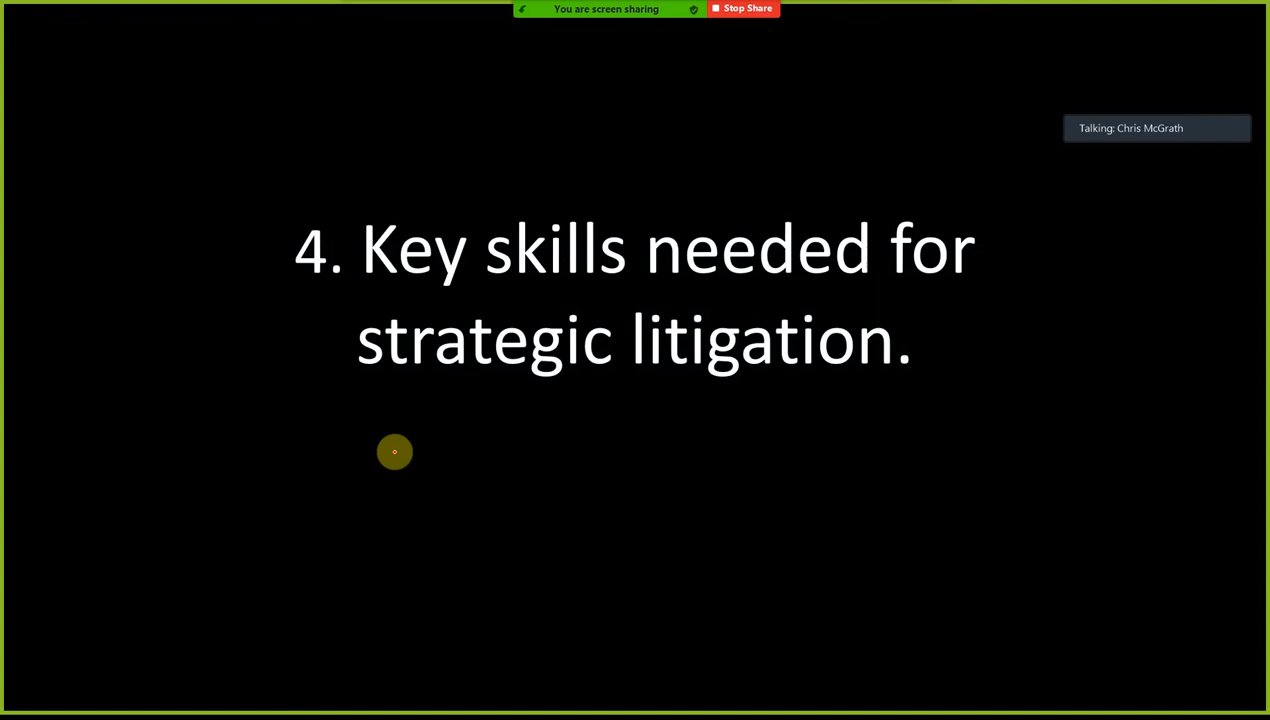 You are screen sharing
Stop Share
Talking: Chris McGrath
4. Key skills needed for
strategic litigation.